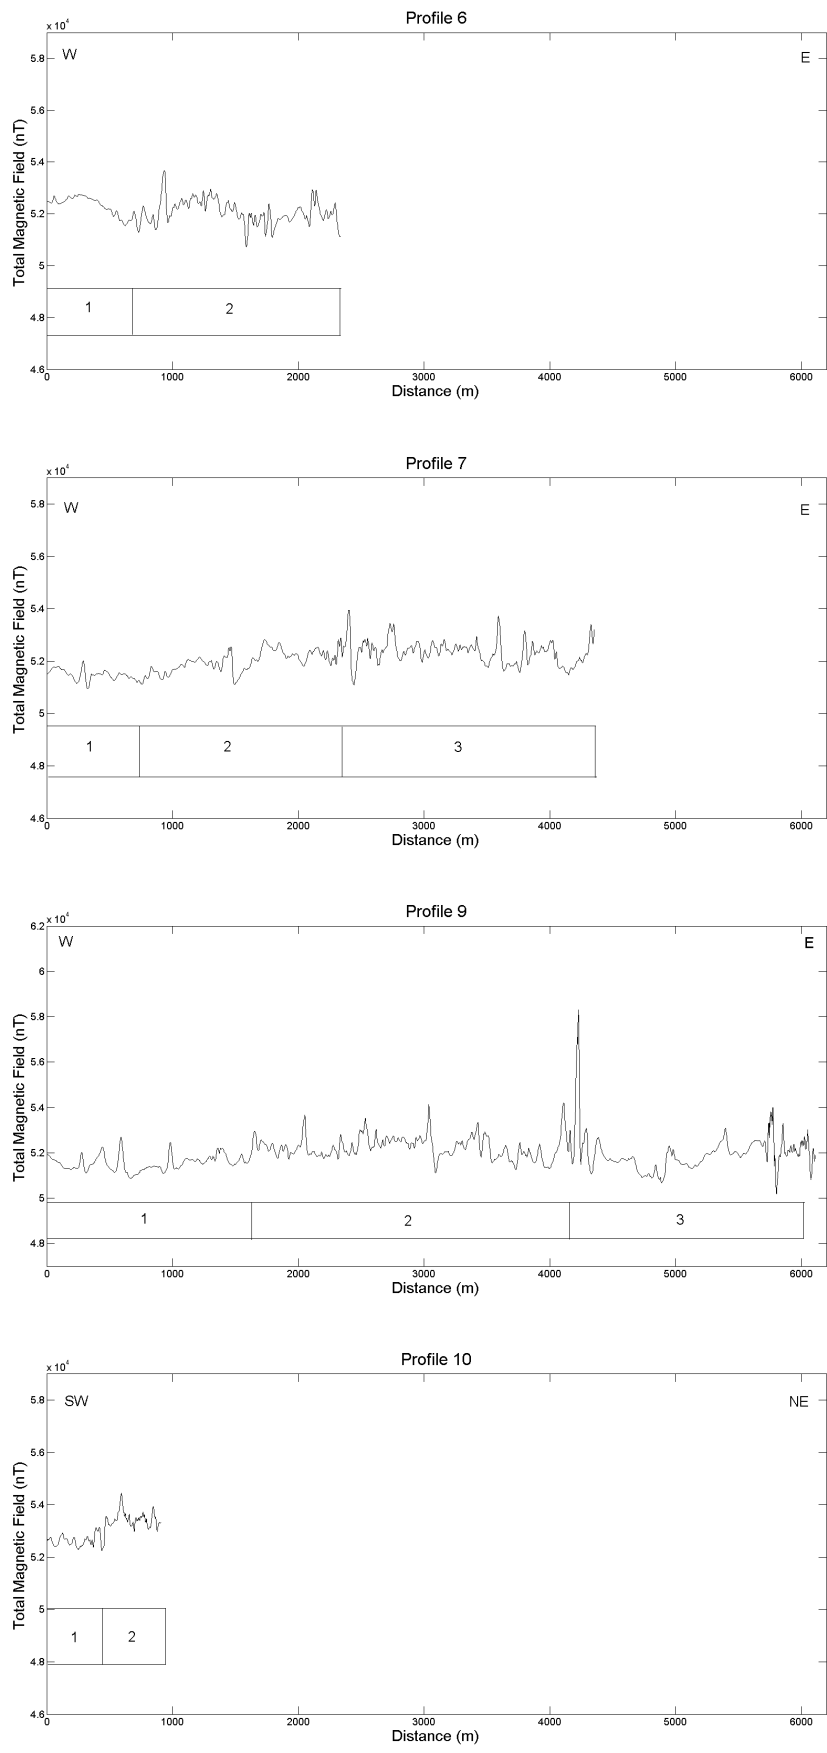 Profile 6
x 10⁴
W
E
5.8
5.6
5.4
5.2
5
4.8
4.6
Total Magnetic Field (nT)
1
2
0
1000
2000
3000
4000
5000
6000
Distance (m)
Profile 7
x 10⁴
W
E
5.8
5.6
5.4
5.2
5
4.8
4.6
Total Magnetic Field (nT)
1
2
3
0
1000
2000
3000
4000
5000
6000
Distance (m)
Profile 9
x 10⁴
W
E
6.2
6
5.8
5.6
5.4
5.2
5
4.8
Total Magnetic Field (nT)
1
2
3
0
1000
2000
3000
4000
5000
6000
Distance (m)
Profile 10
x 10⁴
SW
NE
5.8
5.6
5.4
5.2
5
4.8
4.6
Total Magnetic Field (nT)
1
2
0
1000
2000
3000
4000
5000
6000
Distance (m)